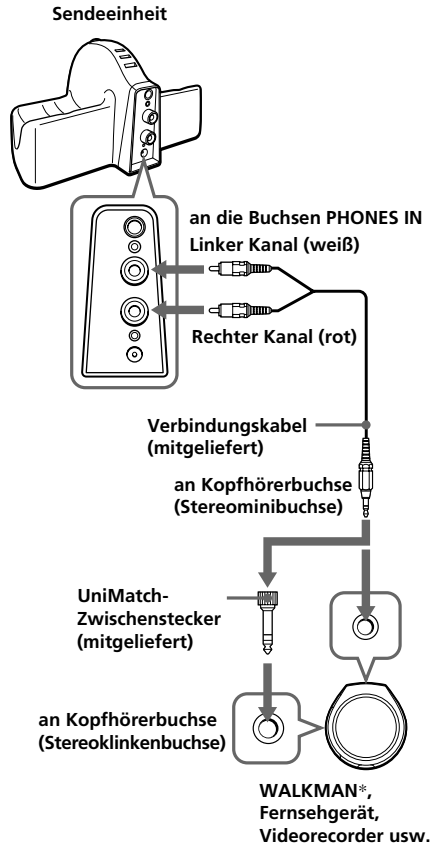 Sendeeinheit
an die Buchsen PHONES IN
Linker Kanal (weiß)
Rechter Kanal (rot)
Verbindungskabel
(mitgeliefert)
an Kopfhörerbuchse
(Stereominibuchse)
UniMatch-
Zwischenstecker
(mitgeliefert)
an Kopfhörerbuchse
(Stereoklinkenbuchse)
WALKMAN*,
Fernsehgerät,
Videorecorder usw.